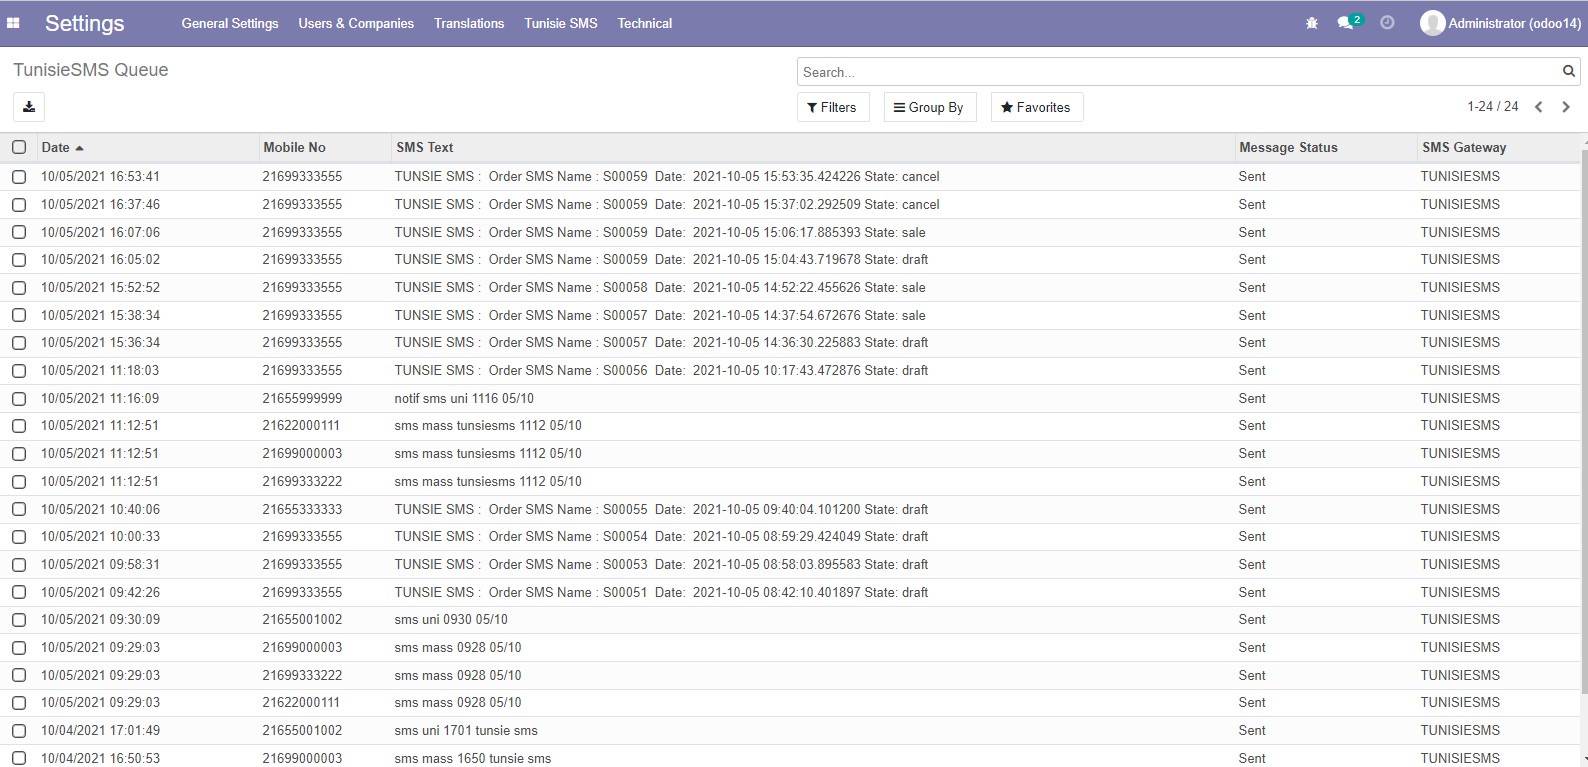 Settings General Settings Users & Companies Translations Tunisie SMS Technical 2 Administrator (odoo14)
TunisieSMS Queue Search...
Filters Group By Favorites 1-24 / 24
Date Mobile No SMS Text Message Status SMS Gateway
10/05/2021 16:53:41 21699333555 TUNSIE SMS : Order SMS Name : S00059 Date: 2021-10-05 15:53:35.424226 State: cancel Sent TUNISIESMS
10/05/2021 16:37:46 21699333555 TUNSIE SMS : Order SMS Name : S00059 Date: 2021-10-05 15:37:02.292509 State: cancel Sent TUNISIESMS
10/05/2021 16:07:06 21699333555 TUNSIE SMS : Order SMS Name : S00059 Date: 2021-10-05 15:06:17.885393 State: sale Sent TUNISIESMS
10/05/2021 16:05:02 21699333555 TUNSIE SMS : Order SMS Name : S00059 Date: 2021-10-05 15:04:43.719678 State: draft Sent TUNISIESMS
10/05/2021 15:52:52 21699333555 TUNSIE SMS : Order SMS Name : S00058 Date: 2021-10-05 14:52:22.455626 State: sale Sent TUNISIESMS
10/05/2021 15:38:34 21699333555 TUNSIE SMS : Order SMS Name : S00057 Date: 2021-10-05 14:37:54.672676 State: sale Sent TUNISIESMS
10/05/2021 15:36:34 21699333555 TUNSIE SMS : Order SMS Name : S00057 Date: 2021-10-05 14:36:30.225883 State: draft Sent TUNISIESMS
10/05/2021 11:18:03 21699333555 TUNSIE SMS : Order SMS Name : S00056 Date: 2021-10-05 10:17:43.472876 State: draft Sent TUNISIESMS
10/05/2021 11:16:09 21655999999 notif sms uni 1116 05/10 Sent TUNISIESMS
10/05/2021 11:12:51 21622000111 sms mass tunsiesms 1112 05/10 Sent TUNISIESMS
10/05/2021 11:12:51 21699000003 sms mass tunsiesms 1112 05/10 Sent TUNISIESMS
10/05/2021 11:12:51 21699333222 sms mass tunsiesms 1112 05/10 Sent TUNISIESMS
10/05/2021 10:40:06 21655333333 TUNSIE SMS : Order SMS Name : S00055 Date: 2021-10-05 09:40:04.101200 State: draft Sent TUNISIESMS
10/05/2021 10:00:33 21699333555 TUNSIE SMS : Order SMS Name : S00054 Date: 2021-10-05 08:59:29.424049 State: draft Sent TUNISIESMS
10/05/2021 09:58:31 21699333555 TUNSIE SMS : Order SMS Name : S00053 Date: 2021-10-05 08:58:03.895583 State: draft Sent TUNISIESMS
10/05/2021 09:42:26 21699333555 TUNSIE SMS : Order SMS Name : S00051 Date: 2021-10-05 08:42:10.401897 State: draft Sent TUNISIESMS
10/05/2021 09:30:09 21655001002 sms uni 0930 05/10 Sent TUNISIESMS
10/05/2021 09:29:03 21699000003 sms mass 0928 05/10 Sent TUNISIESMS
10/05/2021 09:29:03 21699333222 sms mass 0928 05/10 Sent TUNISIESMS
10/05/2021 09:29:03 21622000111 sms mass 0928 05/10 Sent TUNISIESMS
10/04/2021 17:01:49 21655001002 sms uni 1701 tunsie sms Sent TUNISIESMS
10/04/2021 16:50:53 21699000003 sms mass 1650 tunsie sms Sent TUNISIESMS